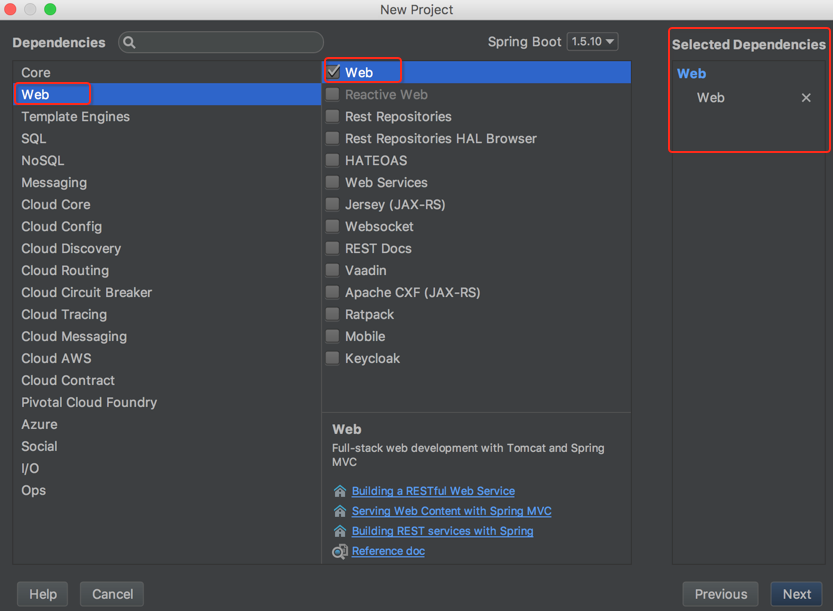 New Project
Dependencies
Spring Boot 1.5.10
Core
Web
Template Engines
SQL
NoSQL
Messaging
Cloud Core
Cloud Config
Cloud Discovery
Cloud Routing
Cloud Circuit Breaker
Cloud Tracing
Cloud Messaging
Cloud AWS
Cloud Contract
Pivotal Cloud Foundry
Azure
Social
I/O
Ops
Web
Reactive Web
Rest Repositories
Rest Repositories HAL Browser
HATEOAS
Web Services
Jersey (JAX-RS)
Websocket
REST Docs
Vaadin
Apache CXF (JAX-RS)
Ratpack
Mobile
Keycloak
Web
Full-stack web development with Tomcat and Spring
MVC
Building a RESTful Web Service
Serving Web Content with Spring MVC
Building REST services with Spring
Reference doc
Selected Dependencies
Web
Web
Help
Cancel
Previous
Next